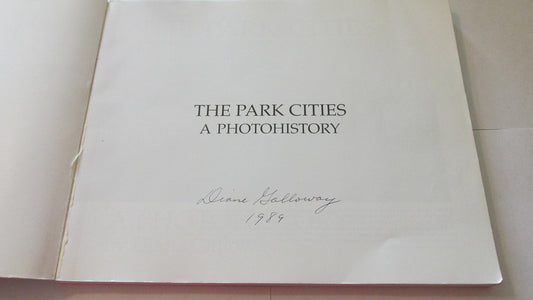 THE PARK CITIES
A PHOTOHISTORY
Diane Galloway
1989